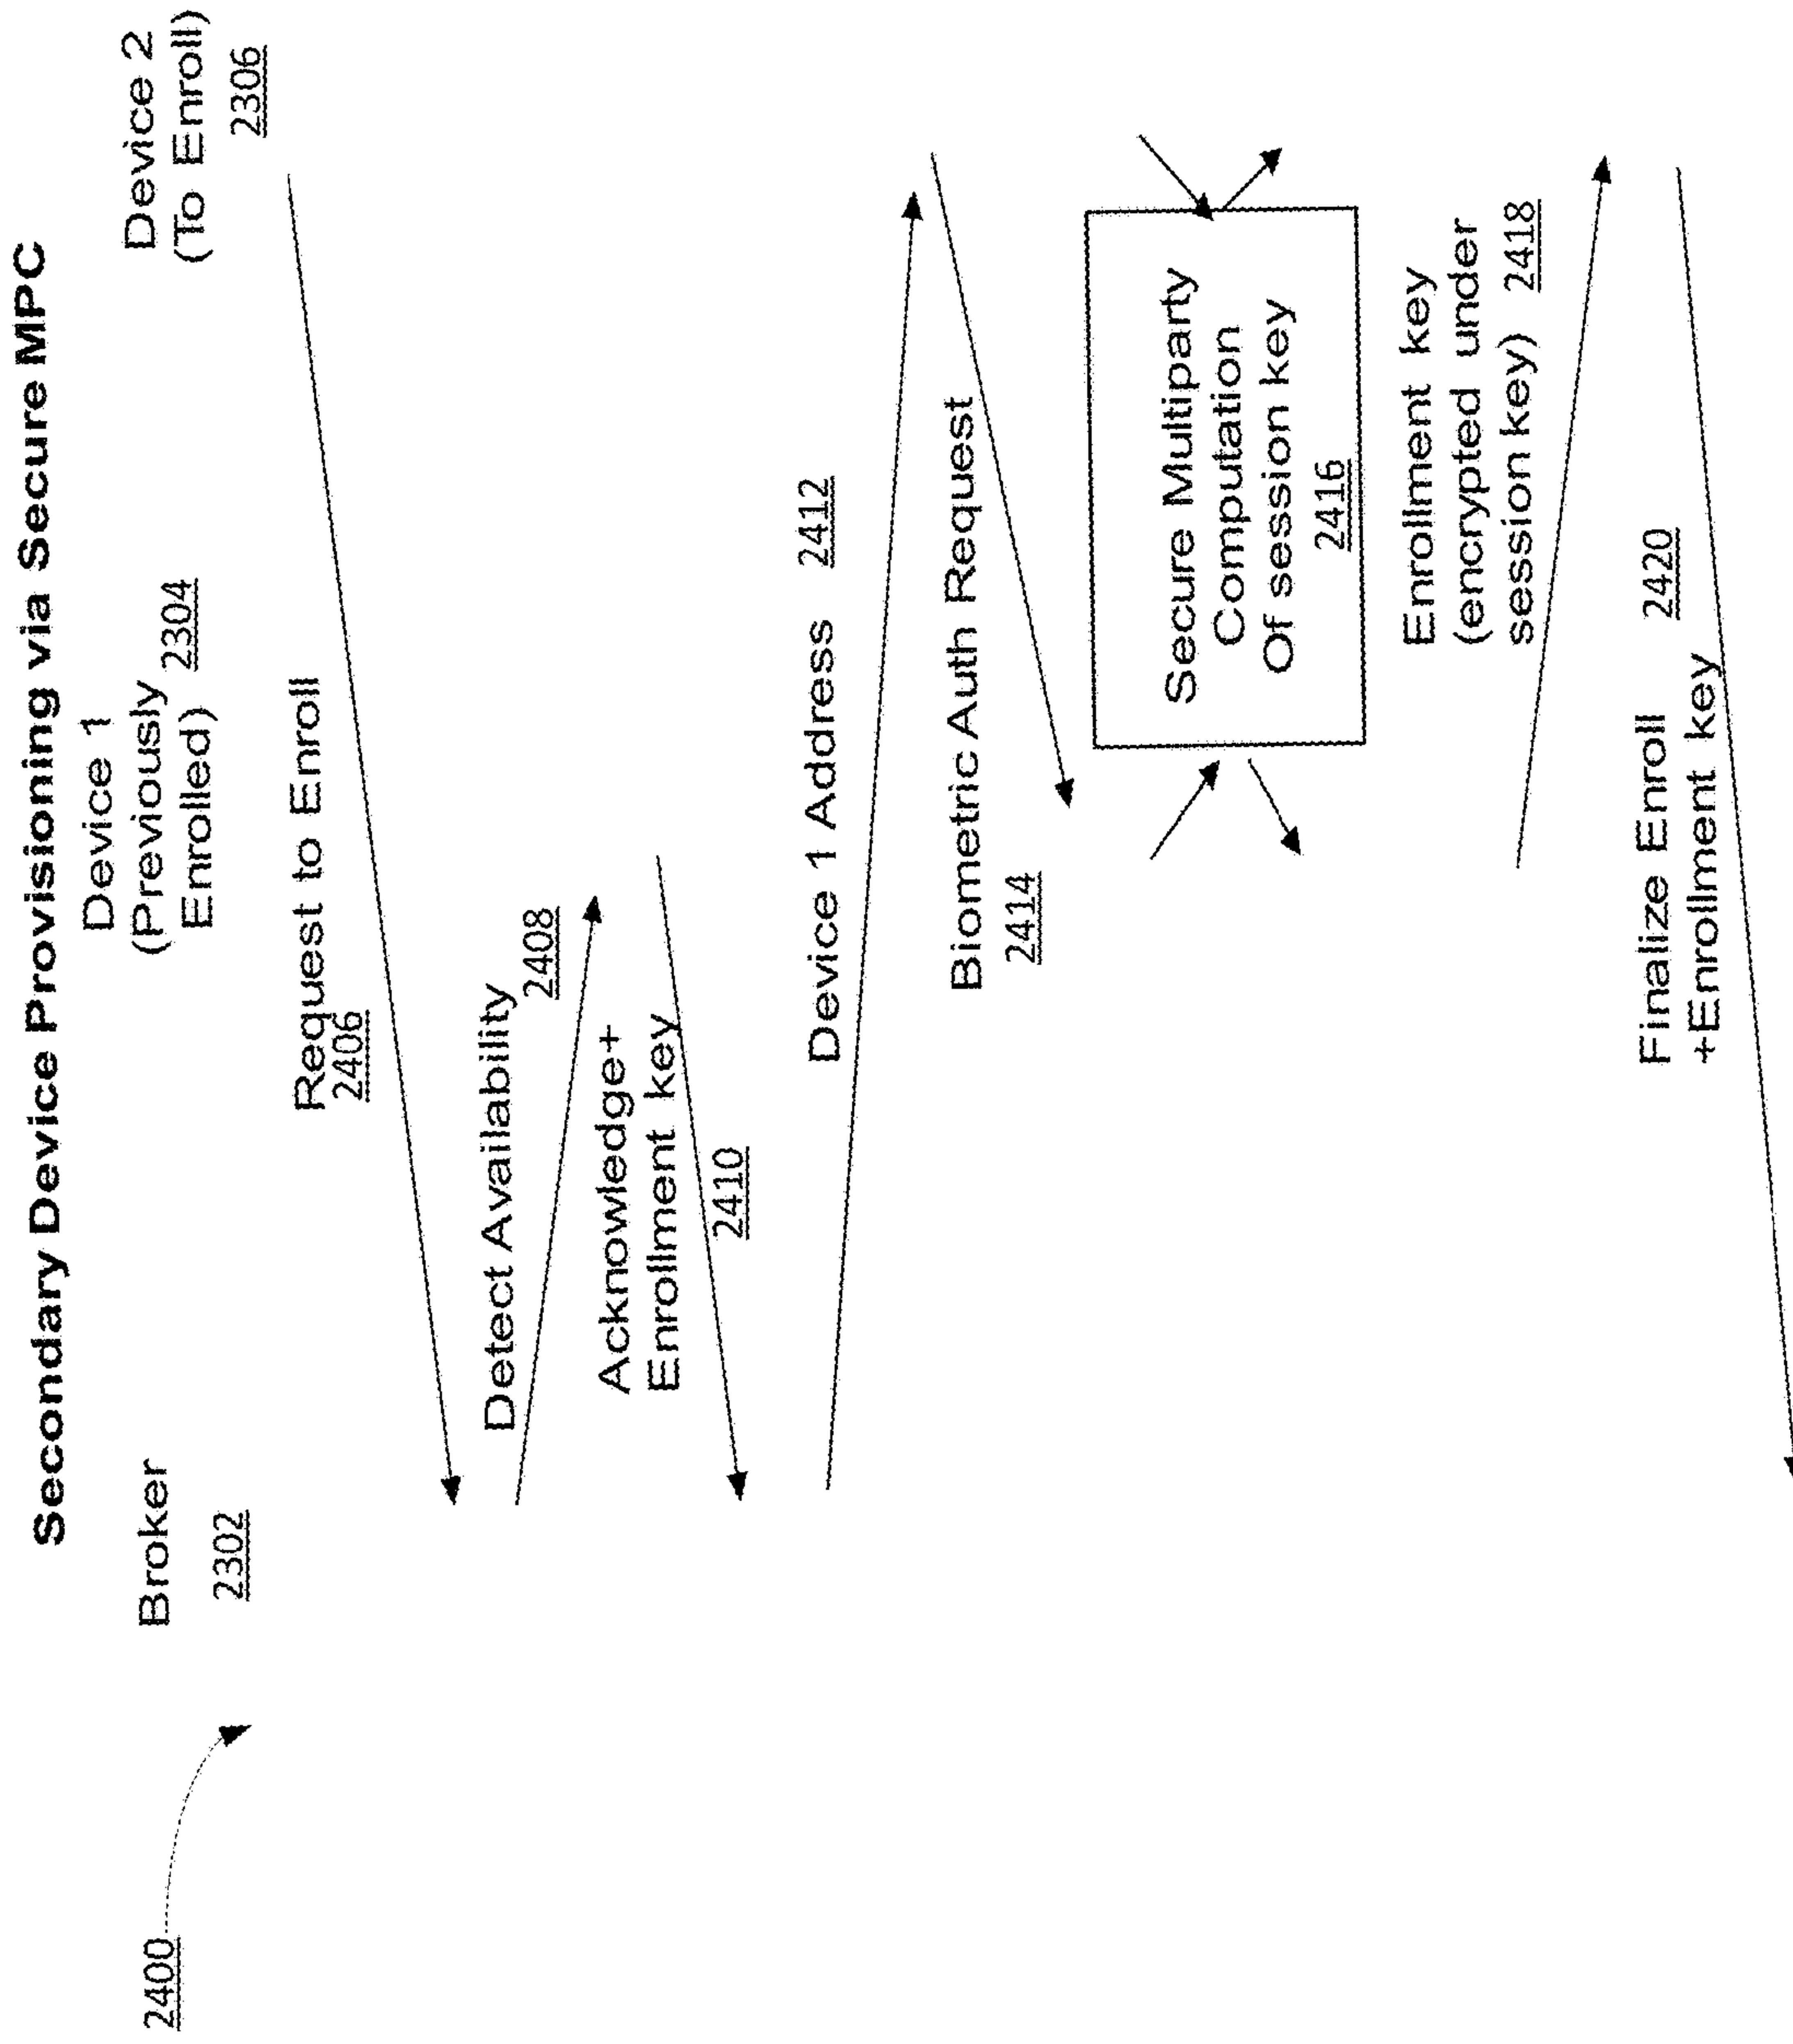 Secondary Device Provisioning via Secure MPC
2400
Broker
2302
Device 1
(Previously
Enrolled) 2304
Device 2
(To Enroll)
2306
Request to Enroll
2406
Detect Availability
2408
Acknowledge+
Enrollment key
2410
Device 1 Address 2412
Biometric Auth Request
2414
Secure Multiparty
Computation
Of session key
2416
Enrollment key
(encrypted under
session key) 2418
Finalize Enroll 2420
+Enrollment key